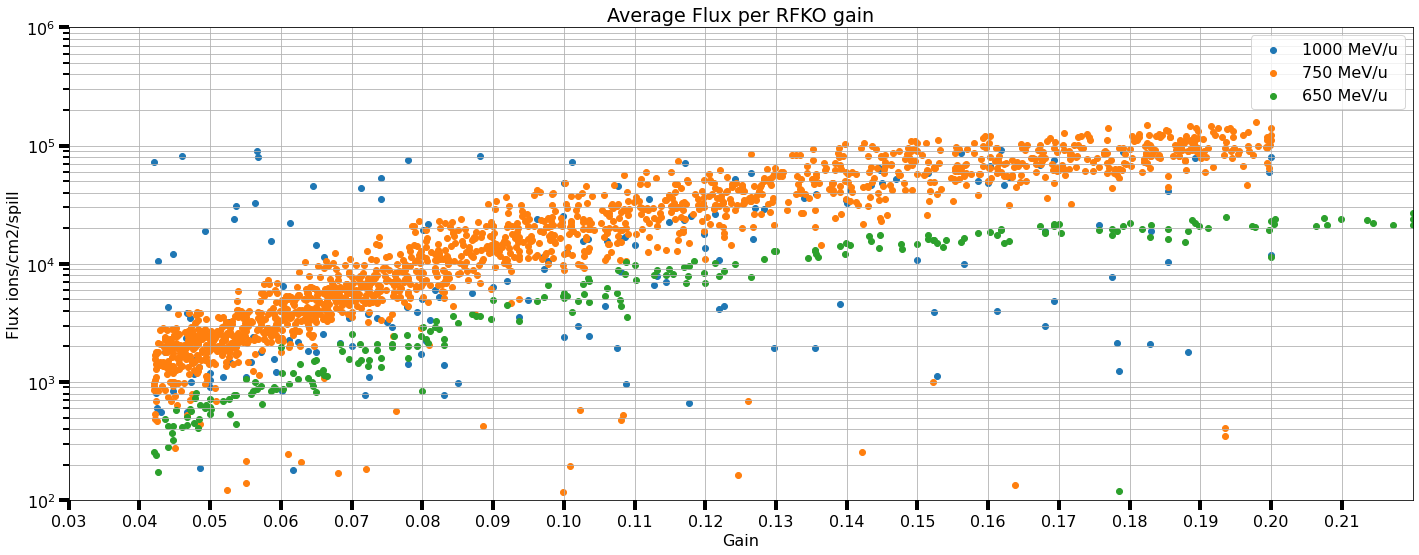 Average Flux per RFKO gain
1000 MeV/u
750 MeV/u
650 MeV/u
Flux ions/cm2/spill
10^6
10^5
10^4
10^3
10^2
0.03 0.04 0.05 0.06 0.07 0.08 0.09 0.10 0.11 0.12 0.13 0.14 0.15 0.16 0.17 0.18 0.19 0.20 0.21
Gain